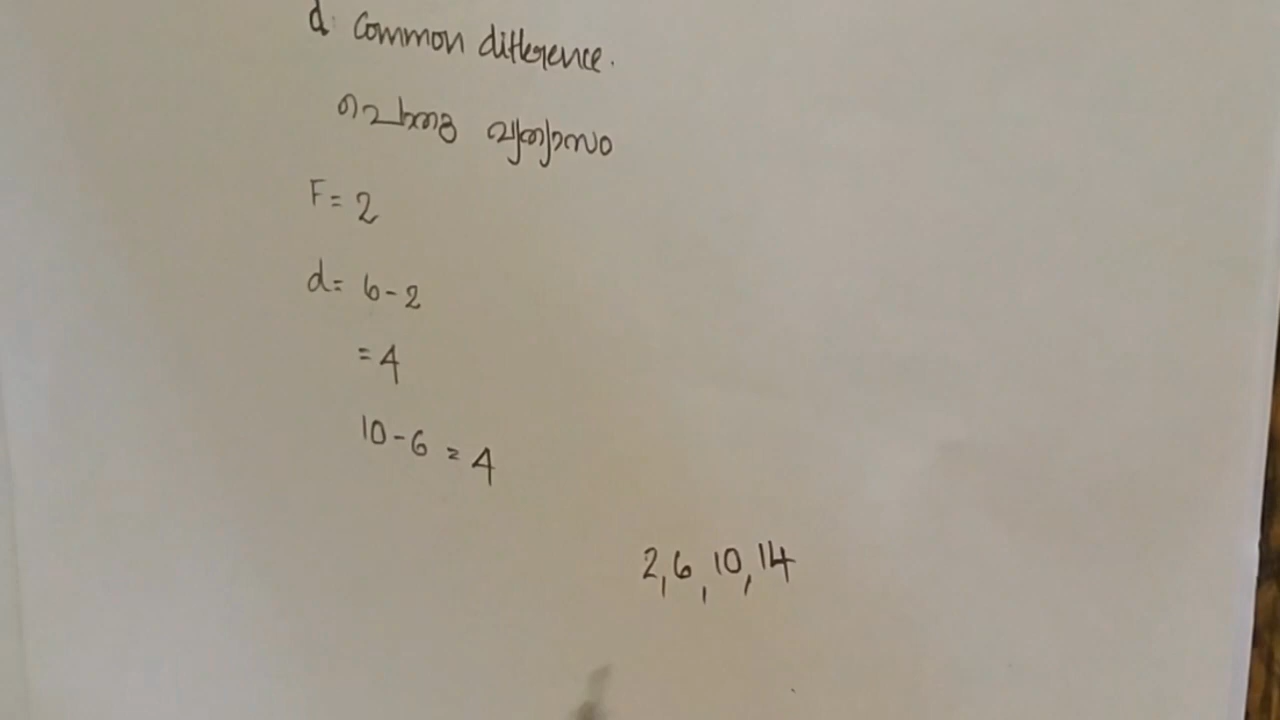 d: Common difference.
പൊതു വ്യത്യാസം
F = 2
d = 6 - 2
= 4
10 - 6 = 4
2, 6, 10, 14